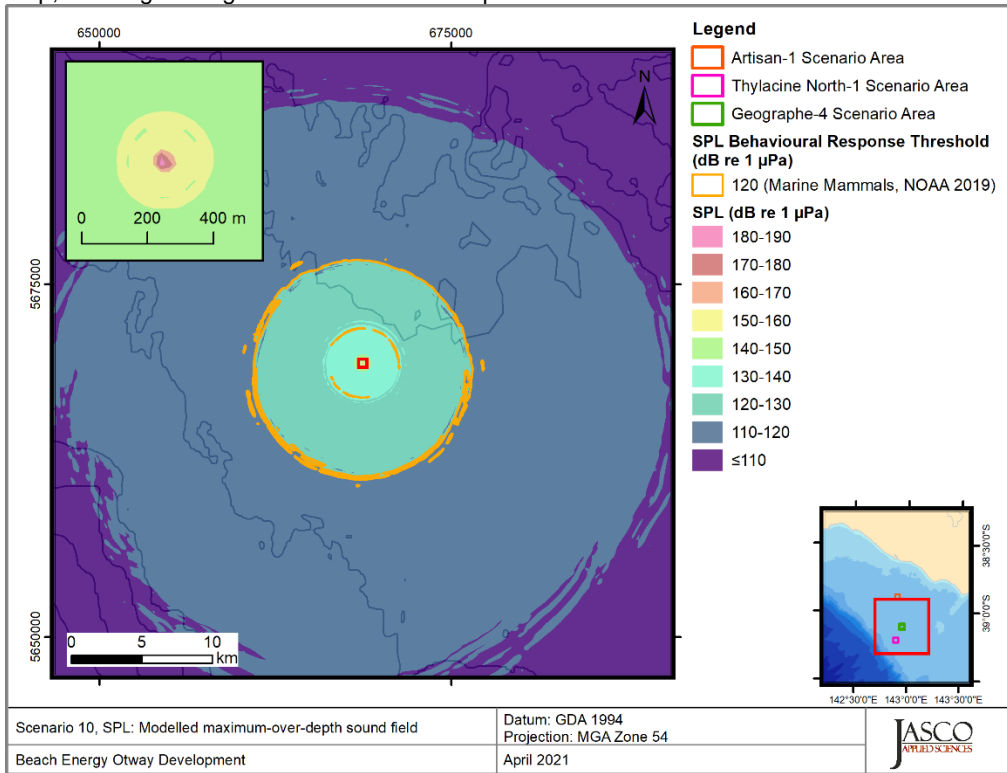 650000
675000
N
5675000
5650000
0 200 400 m
0 5 10
km
Legend
Artisan-1 Scenario Area
Thylacine North-1 Scenario Area
Geographe-4 Scenario Area
SPL Behavioural Response Threshold
(dB re 1 µPa)
120 (Marine Mammals, NOAA 2019)
SPL (dB re 1 µPa)
180-190
170-180
160-170
150-160
140-150
130-140
120-130
110-120
≤110
38°30'0"S
39°0'0"S
142°30'0"E 143°0'0"E 143°30'0"E
Scenario 10, SPL: Modelled maximum-over-depth sound field
Datum: GDA 1994
Projection: MGA Zone 54
Beach Energy Otway Development
April 2021
JASCO
APPLIED SCIENCES